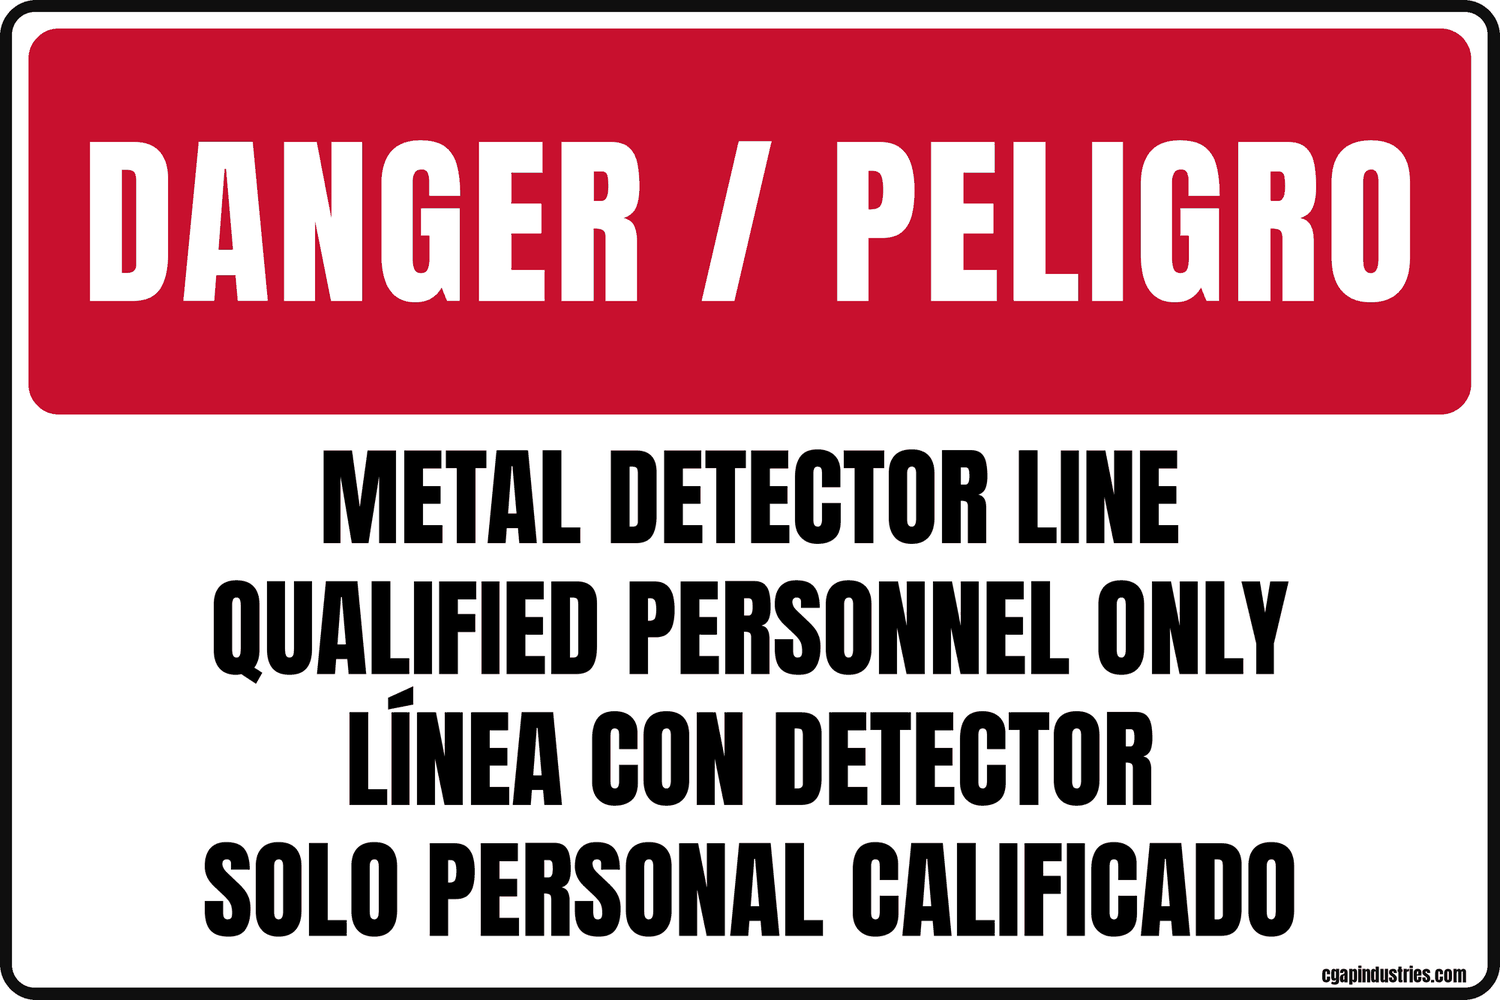 DANGER / PELIGRO
METAL DETECTOR LINE
QUALIFIED PERSONNEL ONLY
LÍNEA CON DETECTOR
SOLO PERSONAL CALIFICADO
cgapindustries.com